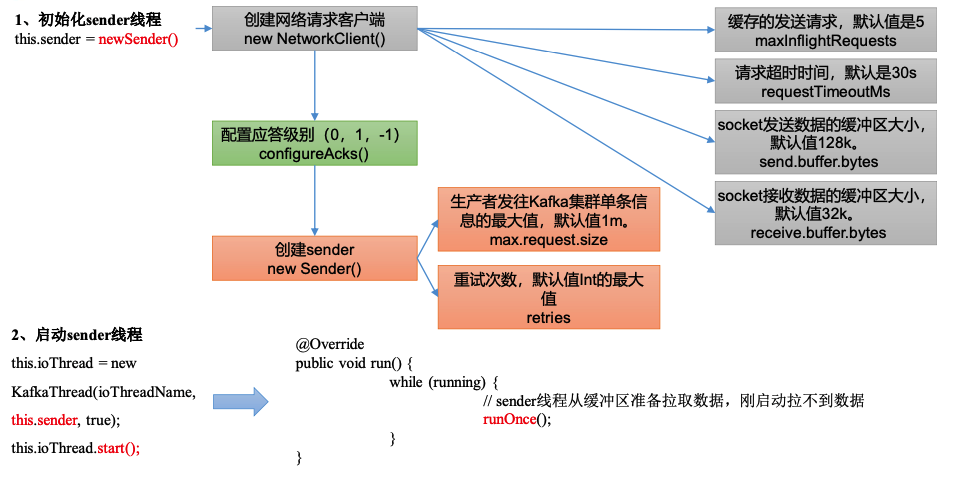 1、初始化sender线程
this.sender = newSender()
创建网络请求客户端
new NetworkClient()
缓存的发送请求，默认值是5
maxInflightRequests
请求超时时间，默认是30s
requestTimeoutMs
socket发送数据的缓冲区大小，
默认值128k。
send.buffer.bytes
socket接收数据的缓冲区大小，
默认值32k。
receive.buffer.bytes
配置应答级别（0，1，-1）
configureAcks()
创建sender
new Sender()
生产者发往Kafka集群单条信
息的最大值，默认值1m。
max.request.size
重试次数，默认值Int的最大
值
retries
2、启动sender线程
this.ioThread = new
KafkaThread(ioThreadName,
this.sender, true);
this.ioThread.start();
@Override
public void run() {
while (running) {
// sender线程从缓冲区准备拉取数据，刚启动拉不到数据
runOnce();
}
}